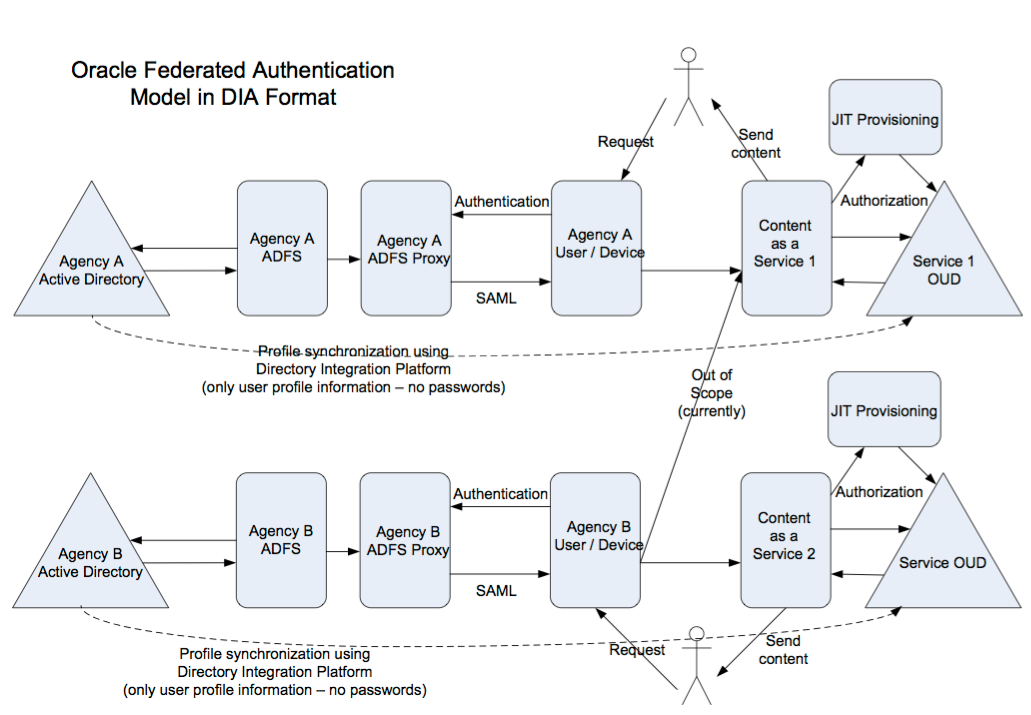 Oracle Federated Authentication
Model in DIA Format
Request
Send
content
JIT Provisioning
Agency A
Active Directory
Agency A
ADFS
Agency A
ADFS Proxy
Authentication
SAML
Agency A
User / Device
Content
as a
Service 1
Authorization
Service 1
OUD
Profile synchronization using
Directory Integration Platform
(only user profile information – no passwords)
Out of
Scope
(currently)
JIT Provisioning
Agency B
Active Directory
Agency B
ADFS
Agency B
ADFS Proxy
Authentication
SAML
Agency B
User / Device
Content
as a
Service 2
Authorization
Service OUD
Profile synchronization using
Directory Integration Platform
(only user profile information – no passwords)
Request
Send
content